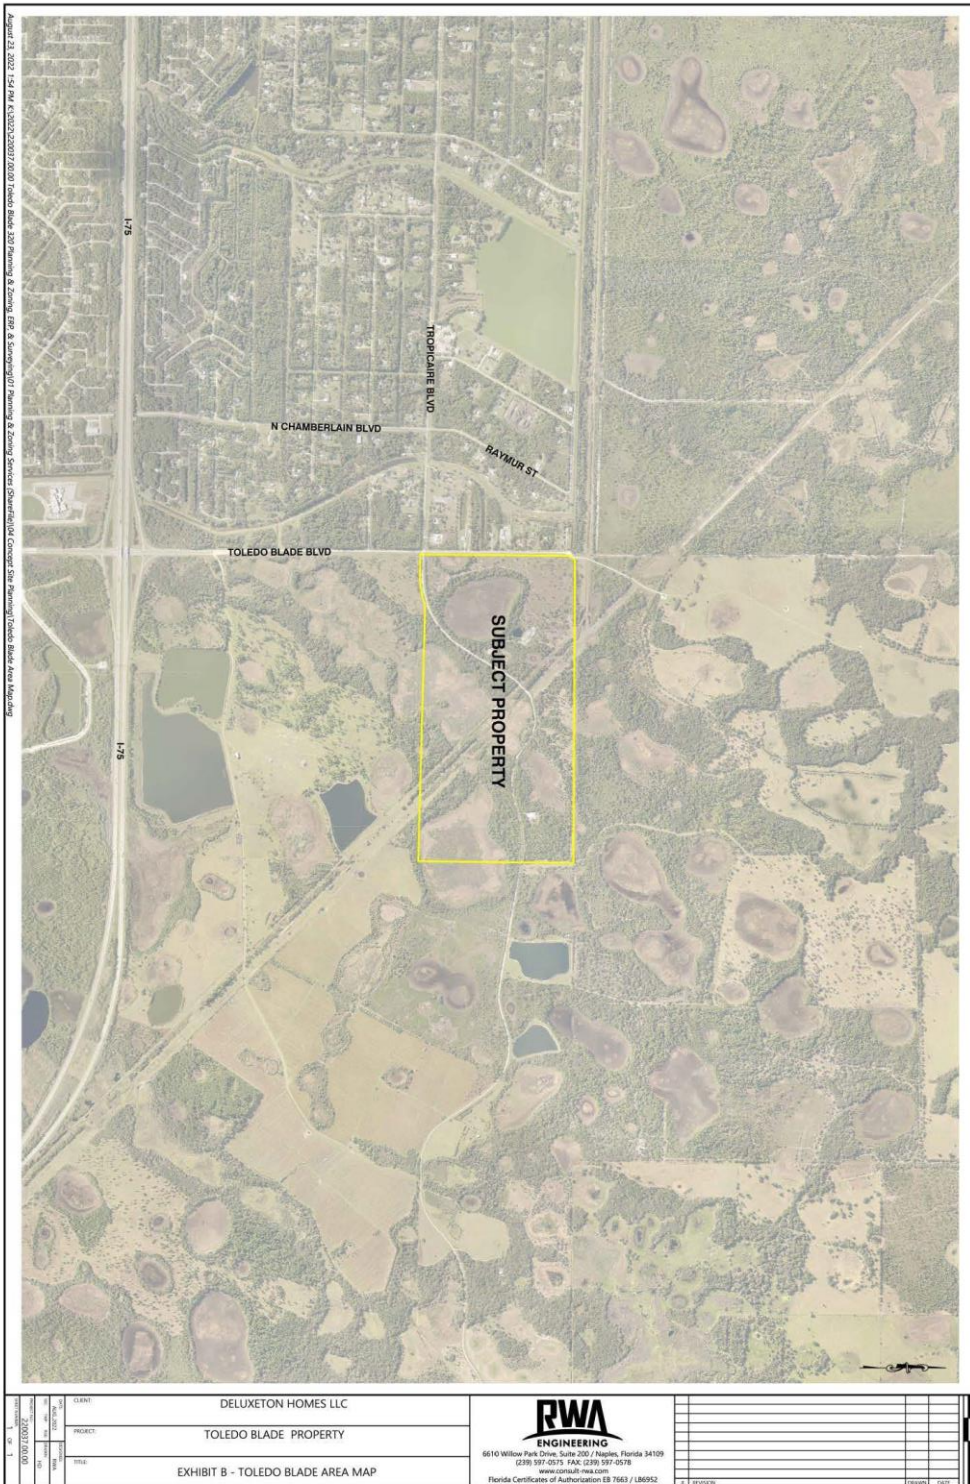 August 23, 2022 1:54 PM K:\2022\220037.00.00 Toledo Blade 320 Planning & Zoning, ERP, & Surveying\01 Planning & Zoning Services (ShareFile)\04 Concept Site Planning\Toledo Blade Area Map.dwg
I-75
TROPICAIRE BLVD
N CHAMBERLAIN BLVD
RAYMUR ST
TOLEDO BLADE BLVD
SUBJECT PROPERTY
I-75
CLIENT:
DELUXETON HOMES LLC
PROJECT:
TOLEDO BLADE PROPERTY
TITLE:
EXHIBIT B - TOLEDO BLADE AREA MAP
RWA
ENGINEERING
6610 Willow Park Drive, Suite 200 / Naples, Florida 34109
(239) 597-0575 FAX: (239) 597-0578
www.consult-rwa.com
Florida Certificates of Authorization EB 7663 / LB6952
# REVISION DRAWN DATE
AUG, 2022
220037.00.00
1 OF 1